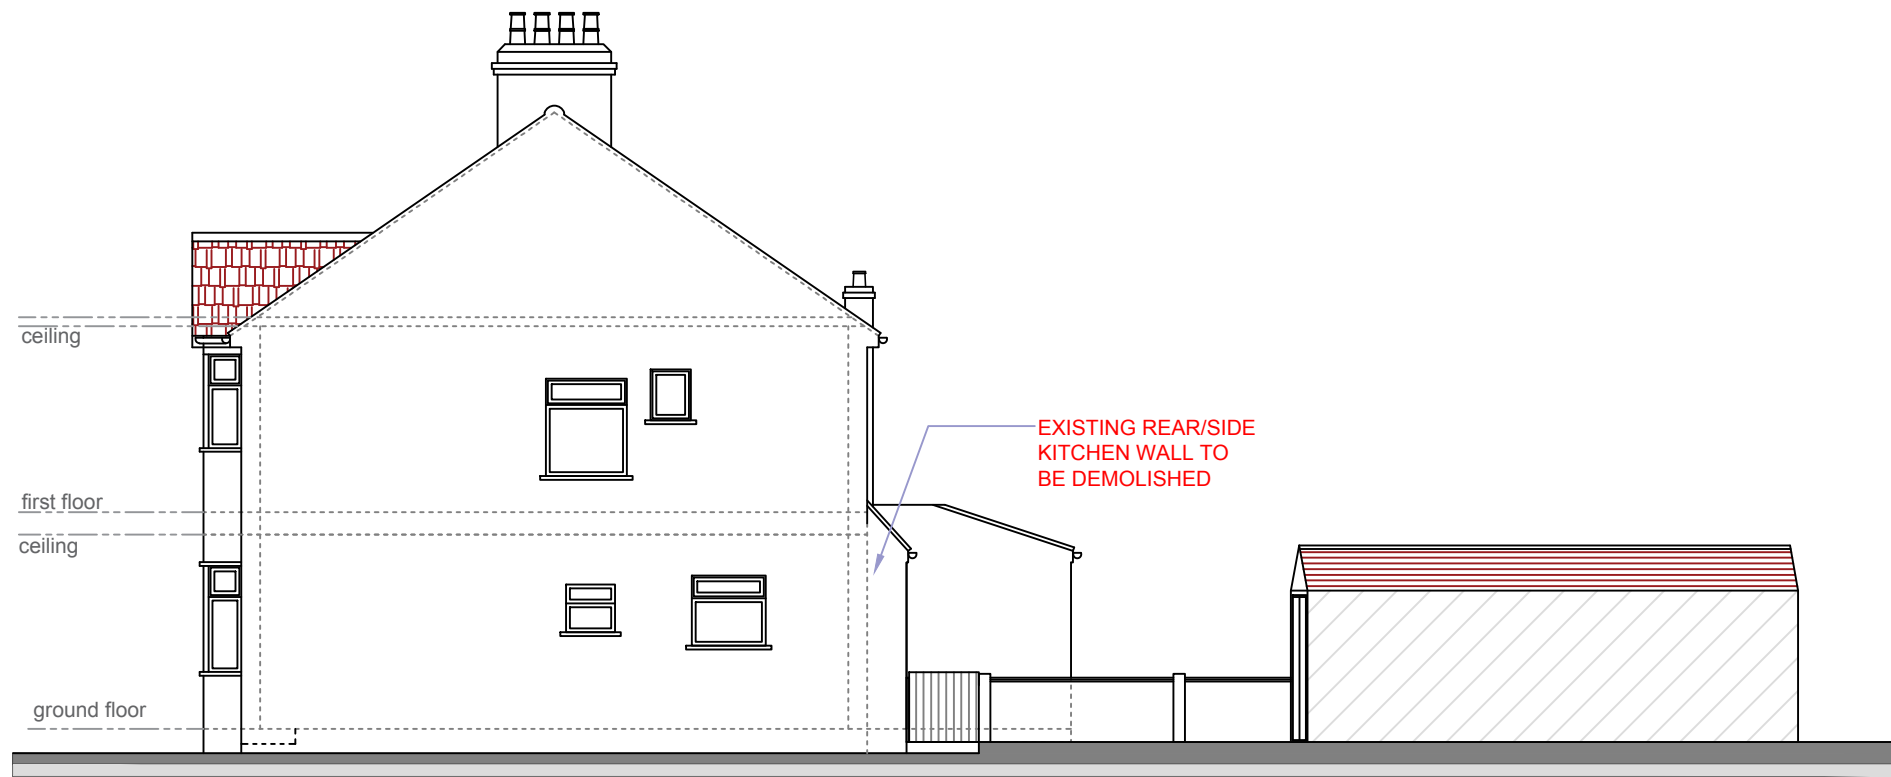 ceiling
EXISTING REAR/SIDE
KITCHEN WALL TO
BE DEMOLISHED
first floor
ceiling
ground floor